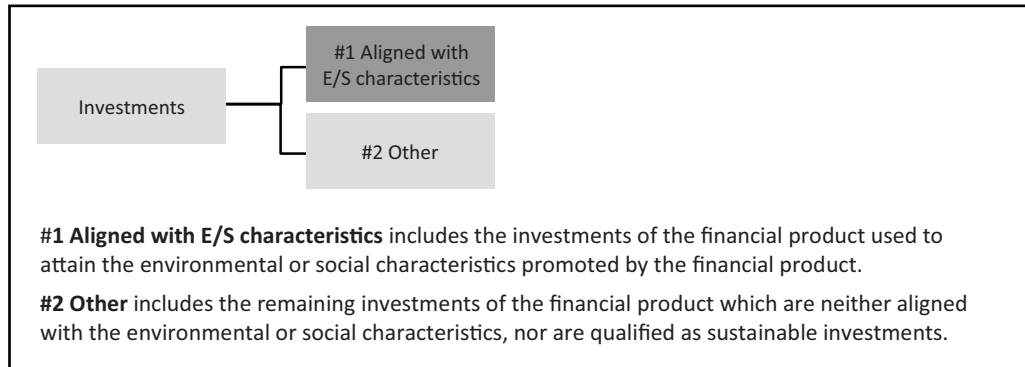 #1 Aligned with
E/S characteristics
Investments
#2 Other
#1 Aligned with E/S characteristics includes the investments of the financial product used to
attain the environmental or social characteristics promoted by the financial product.
#2 Other includes the remaining investments of the financial product which are neither aligned
with the environmental or social characteristics, nor are qualified as sustainable investments.